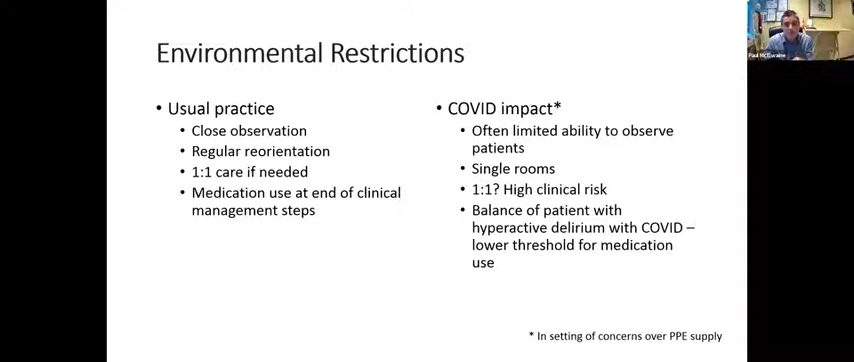 Environmental Restrictions
• Usual practice
• Close observation
• Regular reorientation
• 1:1 care if needed
• Medication use at end of clinical
management steps
• COVID impact*
• Often limited ability to observe
patients
• Single rooms
• 1:1? High clinical risk
• Balance of patient with
hyperactive delirium with COVID –
lower threshold for medication
use
* In setting of concerns over PPE supply